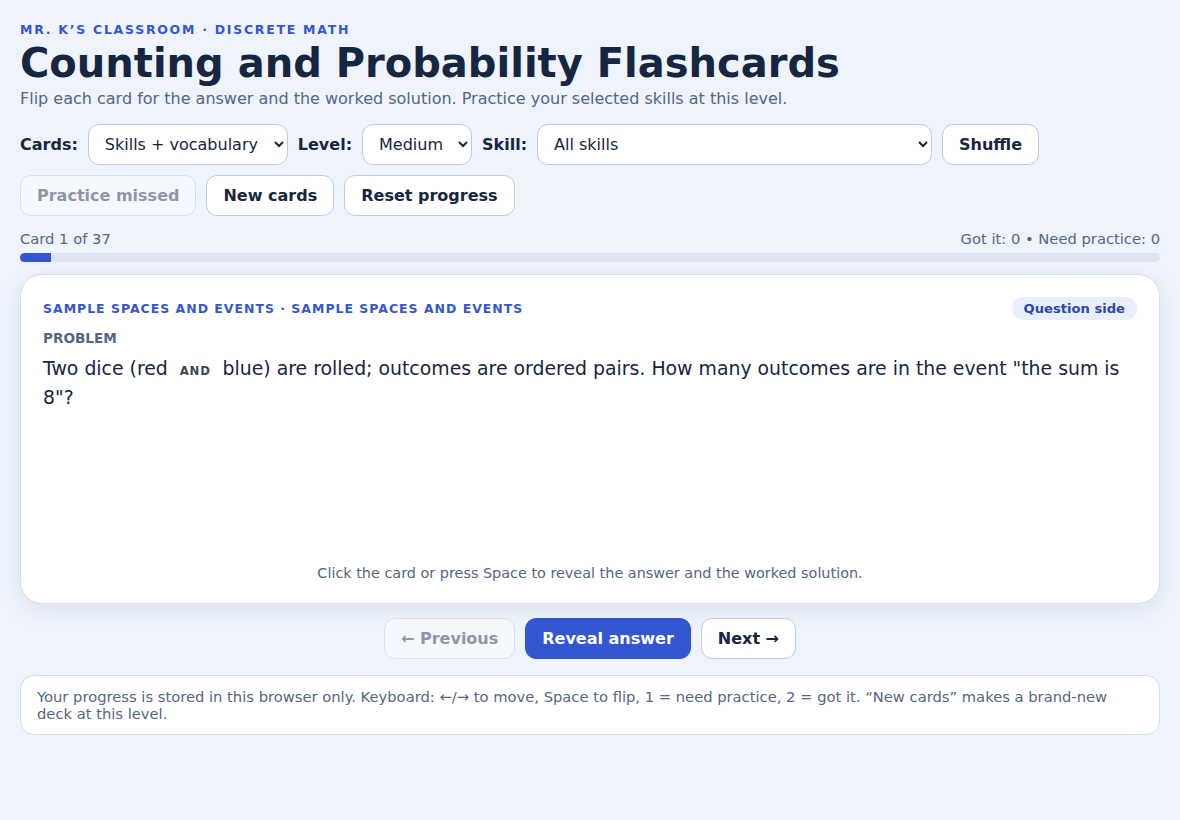 MR. K’S CLASSROOM · DISCRETE MATH
Counting and Probability Flashcards
Flip each card for the answer and the worked solution. Practice your selected skills at this level.
Cards: Skills + vocabulary Level: Medium Skill: All skills Shuffle
Practice missed New cards Reset progress
Card 1 of 37 Got it: 0 • Need practice: 0
SAMPLE SPACES AND EVENTS · SAMPLE SPACES AND EVENTS Question side
PROBLEM
Two dice (red AND blue) are rolled; outcomes are ordered pairs. How many outcomes are in the event "the sum is
8"?
Click the card or press Space to reveal the answer and the worked solution.
← Previous Reveal answer Next →
Your progress is stored in this browser only. Keyboard: ←/→ to move, Space to flip, 1 = need practice, 2 = got it. “New cards” makes a brand-new
deck at this level.